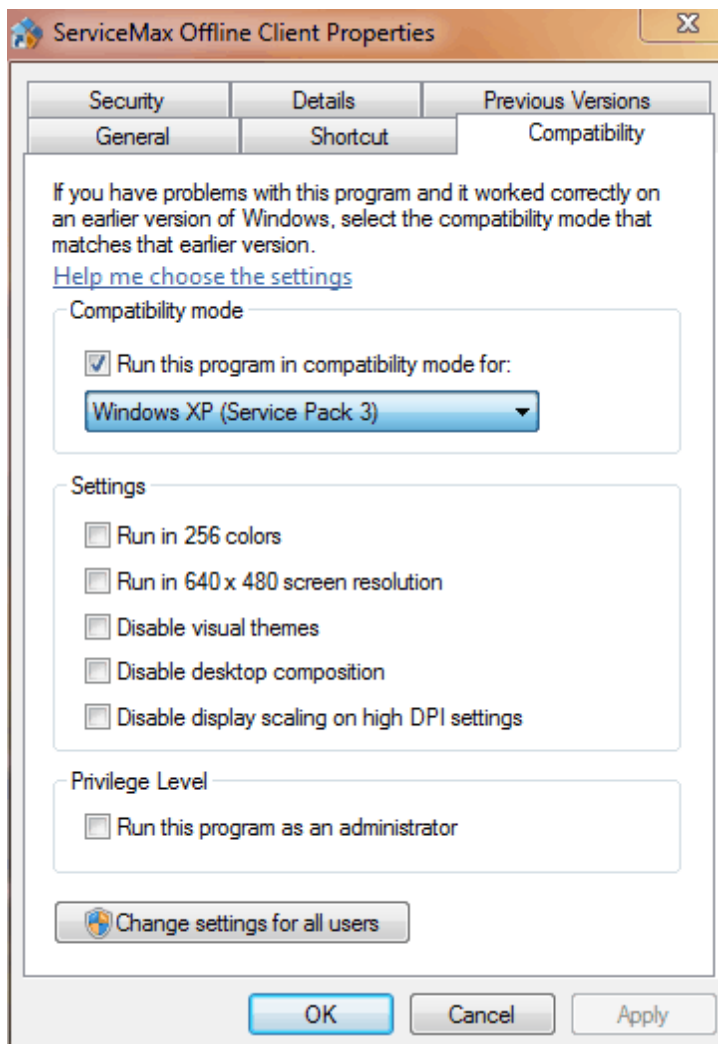 ServiceMax Offline Client Properties
Security Details Previous Versions
General Shortcut Compatibility
If you have problems with this program and it worked correctly on
an earlier version of Windows, select the compatibility mode that
matches that earlier version.
Help me choose the settings
Compatibility mode
Run this program in compatibility mode for:
Windows XP (Service Pack 3)
Settings
Run in 256 colors
Run in 640 x 480 screen resolution
Disable visual themes
Disable desktop composition
Disable display scaling on high DPI settings
Privilege Level
Run this program as an administrator
Change settings for all users
OK Cancel Apply